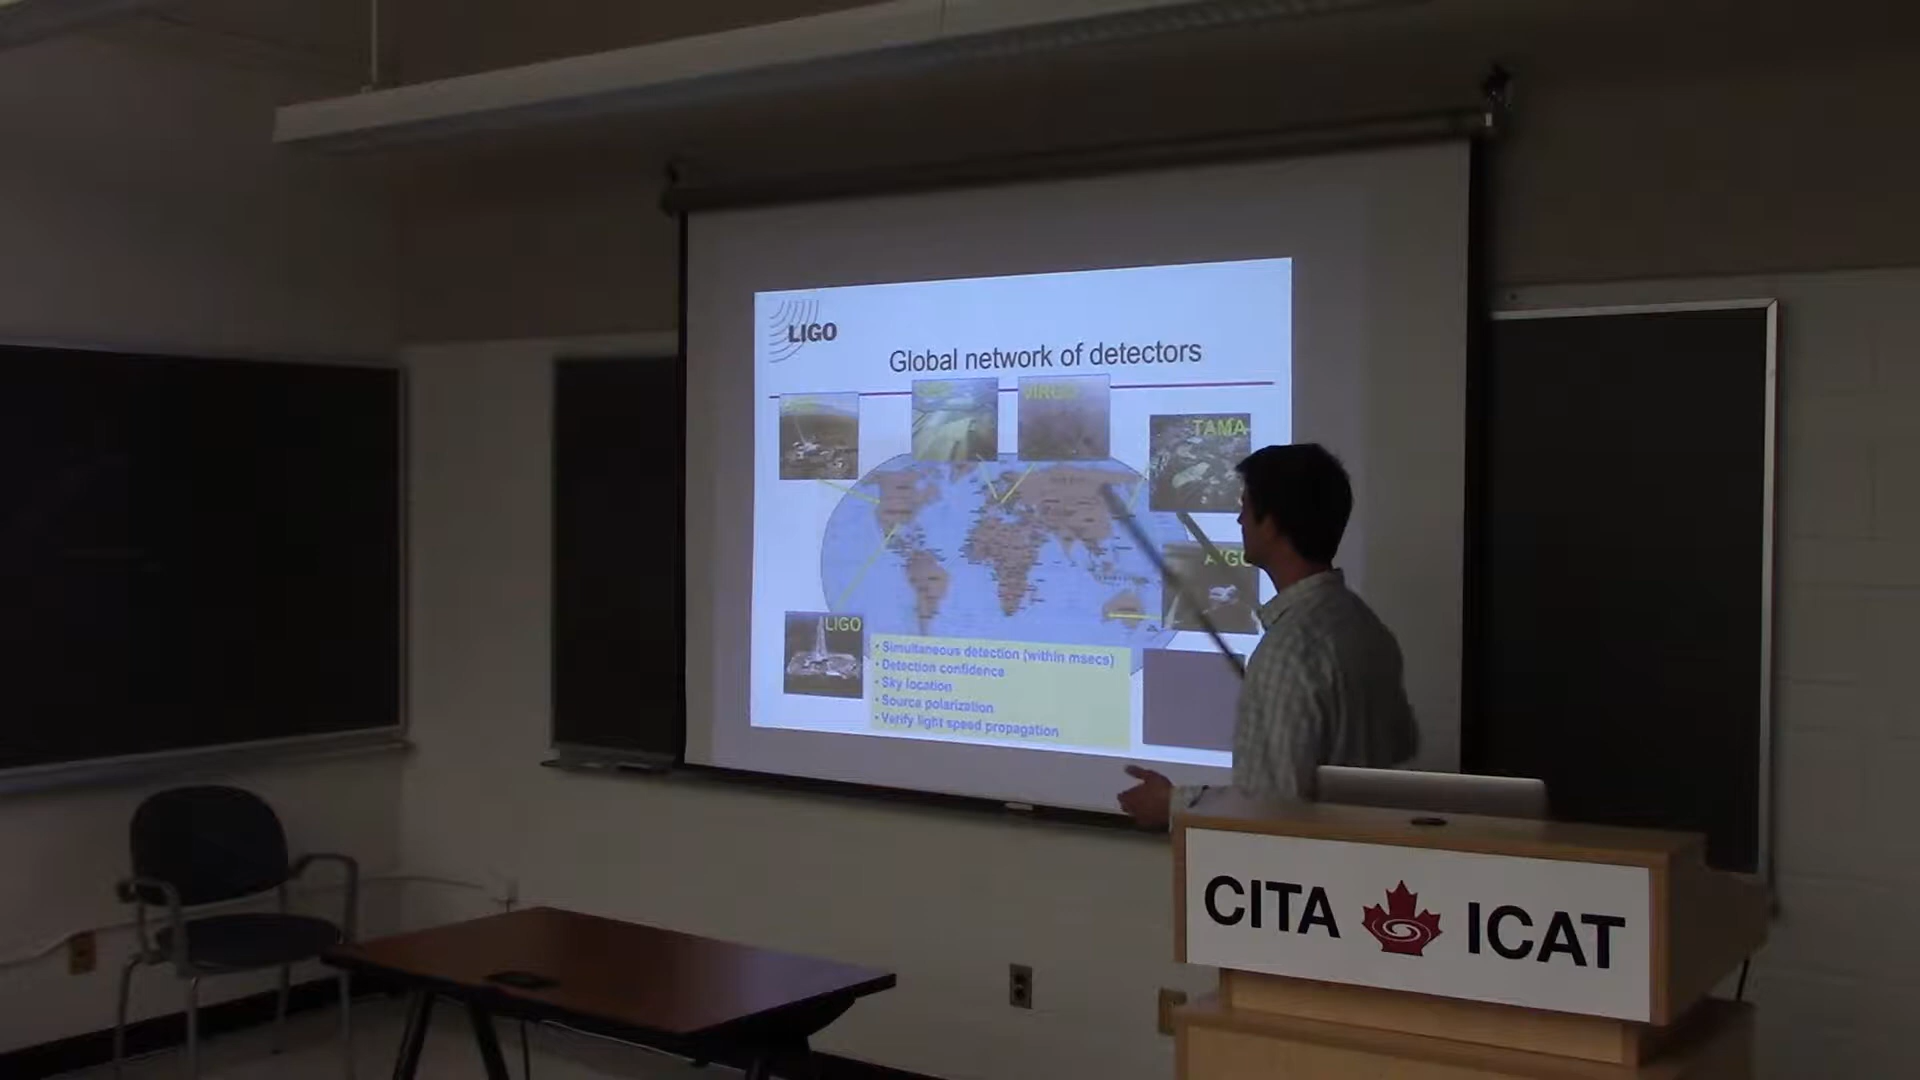 LIGO
Global network of detectors
VIRGO
TAMA
AIGO
LIGO
• Simultaneous detection (within msecs)
• Detection confidence
• Sky location
• Source polarization
• Verify light speed propagation
CITA ICAT